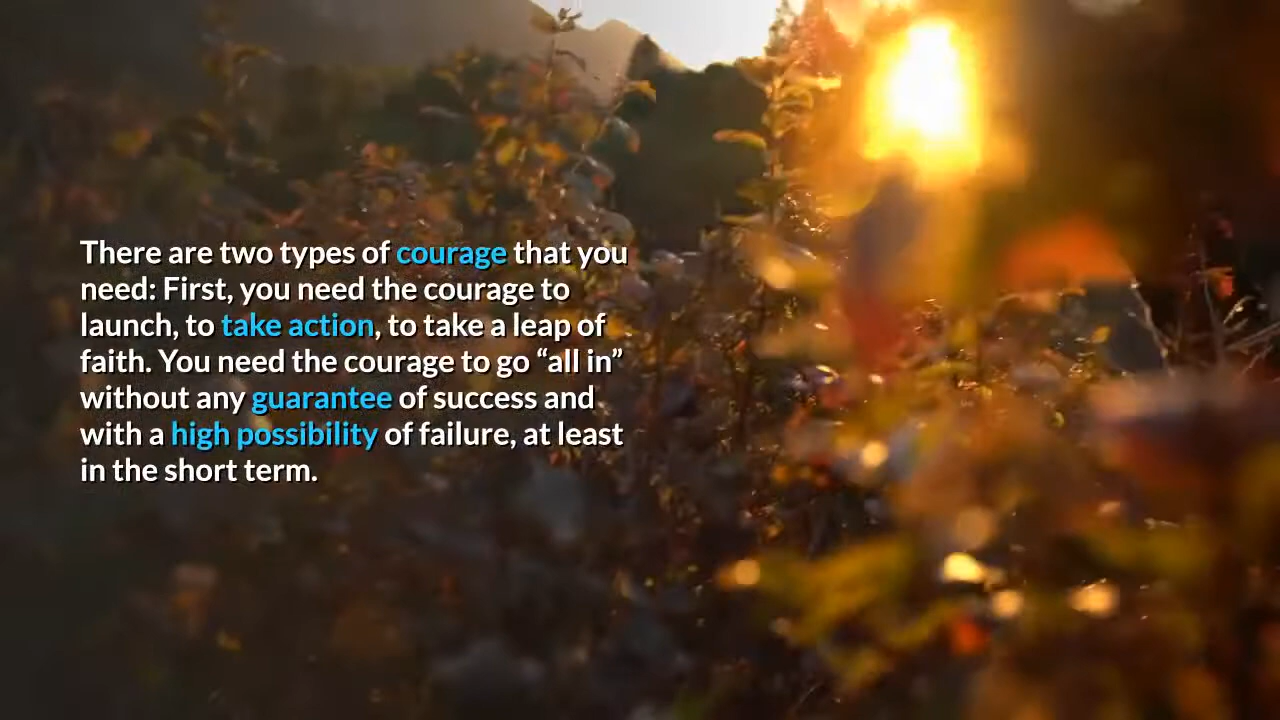 There are two types of courage that you
need: First, you need the courage to
launch, to take action, to take a leap of
faith. You need the courage to go “all in”
without any guarantee of success and
with a high possibility of failure, at least
in the short term.